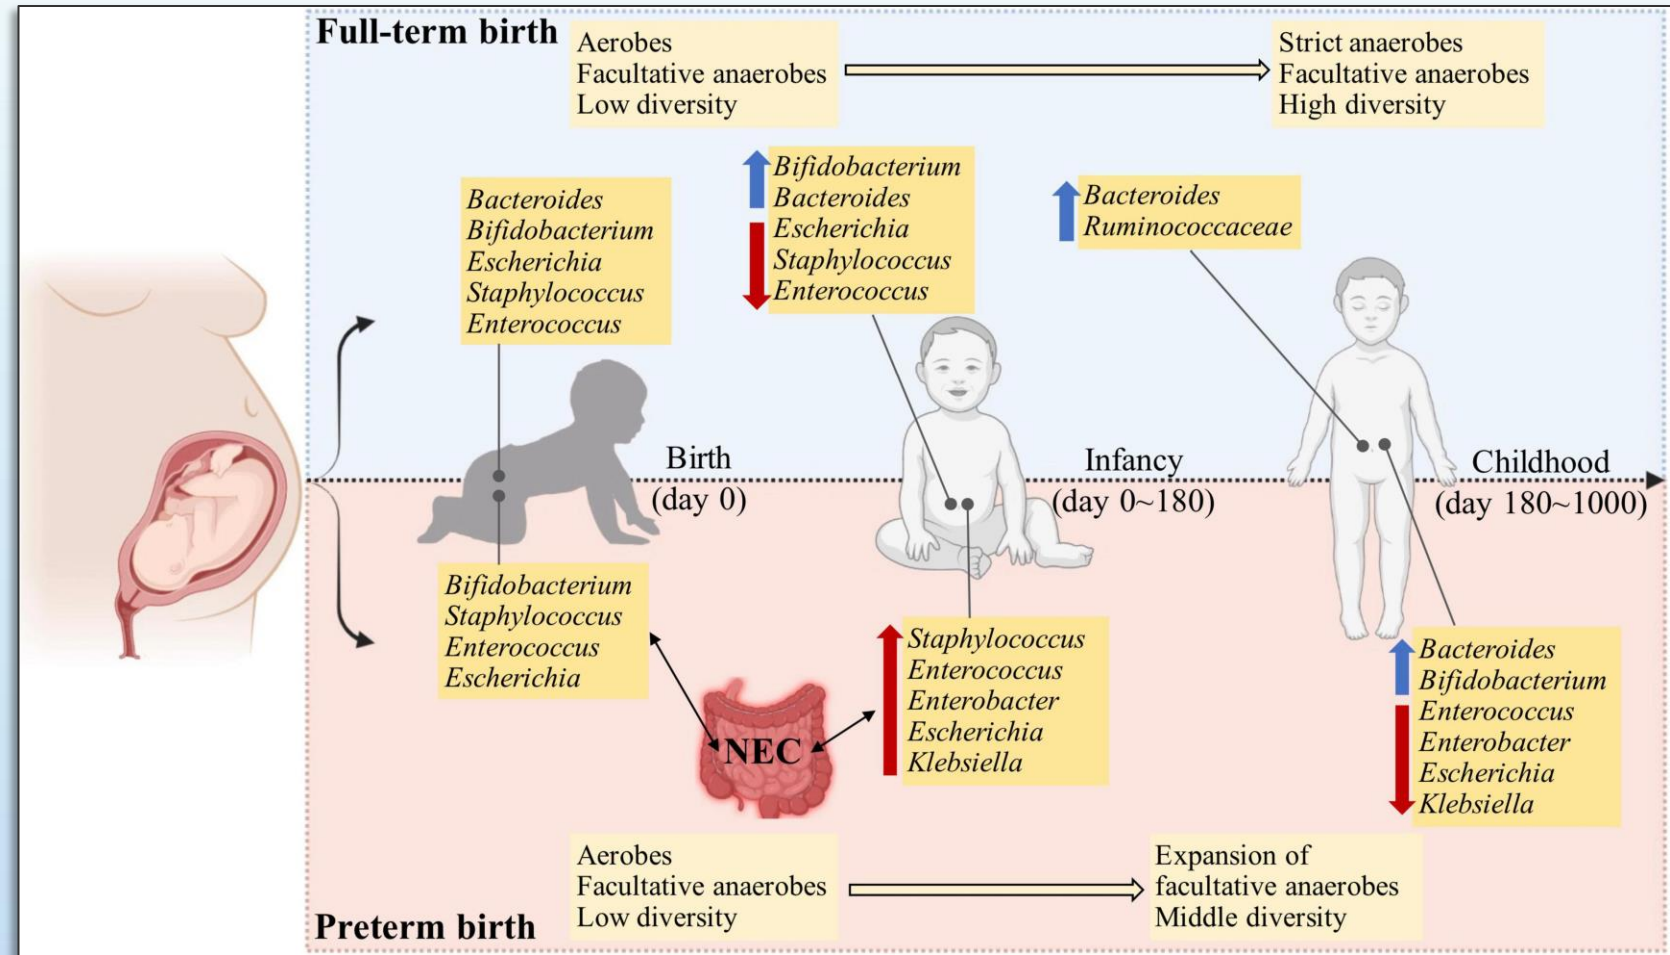 Full-term birth
Aerobes
Facultative anaerobes
Low diversity
Strict anaerobes
Facultative anaerobes
High diversity
Bacteroides
Bifidobacterium
Escherichia
Staphylococcus
Enterococcus
Bifidobacterium
Bacteroides
Escherichia
Staphylococcus
Enterococcus
Bacteroides
Ruminococcaceae
Birth
(day 0)
Infancy
(day 0~180)
Childhood
(day 180~1000)
Bifidobacterium
Staphylococcus
Enterococcus
Escherichia
NEC
Staphylococcus
Enterococcus
Enterobacter
Escherichia
Klebsiella
Bacteroides
Bifidobacterium
Enterococcus
Enterobacter
Escherichia
Klebsiella
Aerobes
Facultative anaerobes
Low diversity
Expansion of
facultative anaerobes
Middle diversity
Preterm birth